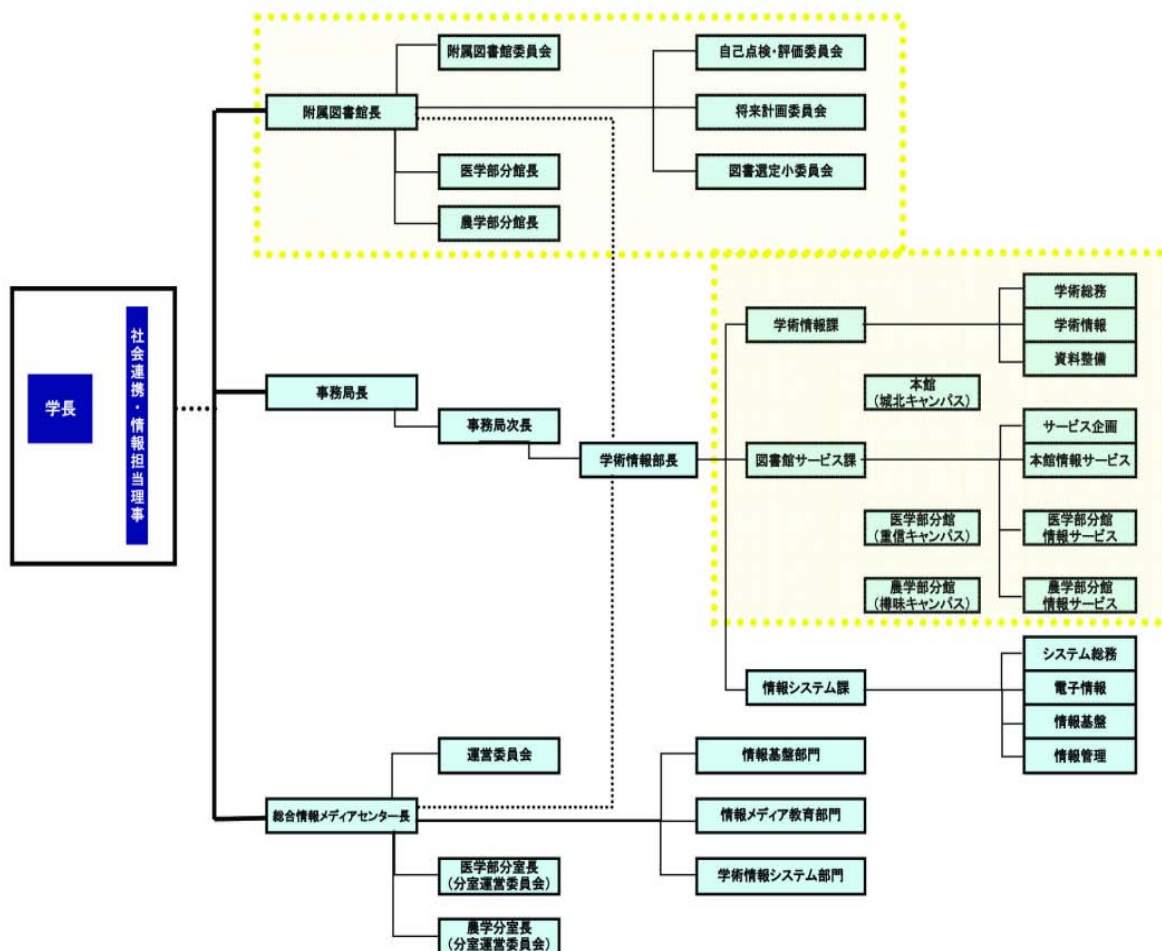 附属図書館委員会
自己点検・評価委員会
附属図書館長
将来計画委員会
医学部分館長
図書選定小委員会
農学部分館長
学長
社会連携・情報担当理事
事務局長
事務局次長
学術情報部長
学術情報課
学術総務
学術情報
資料整備
本館
(城北キャンパス)
図書館サービス課
サービス企画
本館情報サービス
医学部分館
(重信キャンパス)
医学部分館
情報サービス
農学部分館
(樽味キャンパス)
農学部分館
情報サービス
情報システム課
システム総務
電子情報
情報基盤
情報管理
運営委員会
情報基盤部門
総合情報メディアセンター長
情報メディア教育部門
医学部分室長
(分室運営委員会)
学術情報システム部門
農学分室長
(分室運営委員会)